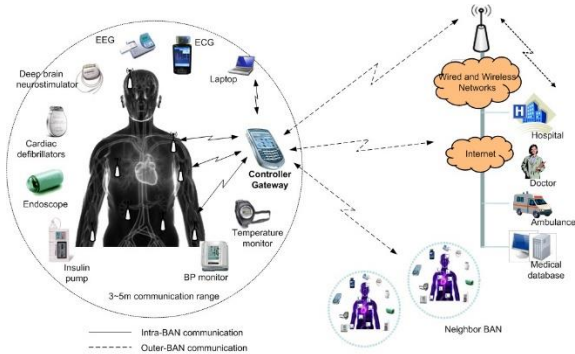 EEG
ECG
Deep brain
neurostimulator
Laptop
Cardiac
defibrillators
Controller
Gateway
Endoscope
Temperature
monitor
Insulin
pump
BP monitor
3~5m communication range
Intra-BAN communication
Outer-BAN communication
Wired and Wireless
Networks
Internet
H
Hospital
Doctor
Ambulance
Medical
database
Neighbor BAN